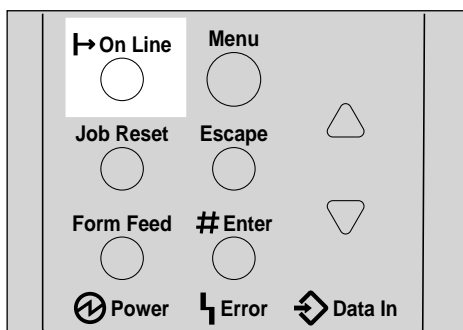 On Line Menu
Job Reset Escape
Form Feed # Enter
Power Error Data In